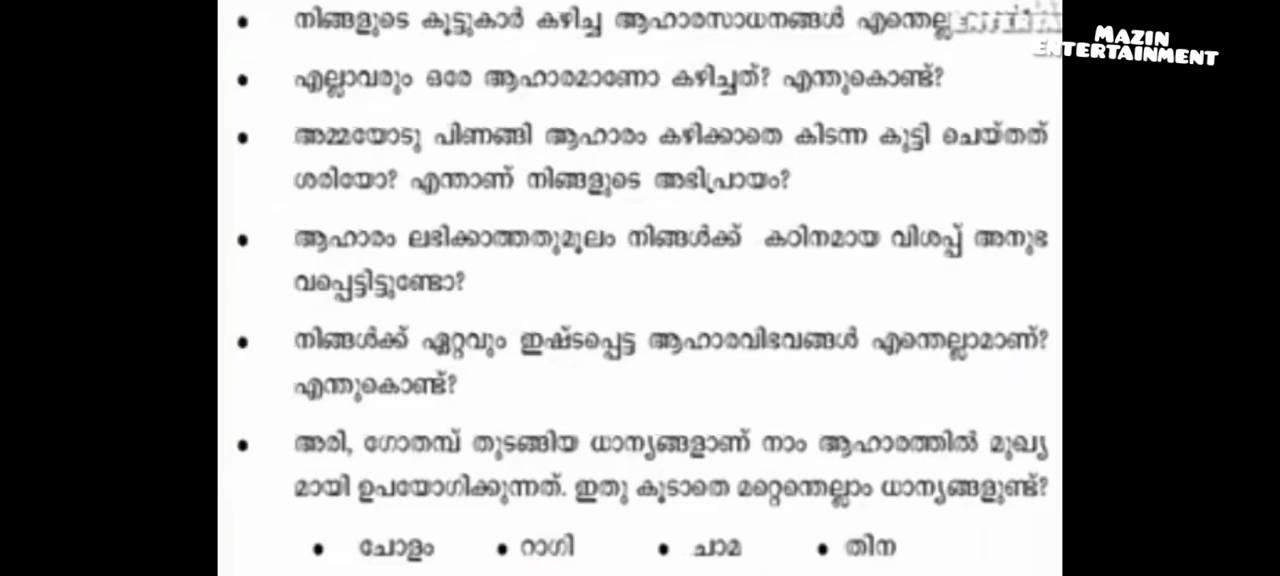 നിങ്ങളുടെ കൂട്ടുകാർ കഴിച്ച ആഹാരസാധനങ്ങൾ
MAZIN
ENTERTAINMENT
എല്ലാവരും ഒരേ ആഹാരമാണോ കഴിച്ചത്? എന്തുകൊണ്ട്?
അമ്മയോടു പിണങ്ങി ആഹാരം കഴിക്കാതെ കിടന്ന കുട്ടി ചെയ്തത്
ശരിയോ? എന്താണ് നിങ്ങളുടെ അഭിപ്രായം?
ആഹാരം ലഭിക്കാത്തതുമൂലം നിങ്ങൾക്ക് കഠിനമായ വിശപ്പ് അനുഭ
വപ്പെട്ടിട്ടുണ്ടോ?
നിങ്ങൾക്ക് ഏറ്റവും ഇഷ്ടപ്പെട്ട ആഹാരവിഭവങ്ങൾ എന്തെല്ലാമാണ്?
എന്തുകൊണ്ട്?
അരി, ഗോതമ്പ് തുടങ്ങിയ ധാന്യങ്ങളാണ് നാം ആഹാരത്തിൽ മുഖ്യ
മായി ഉപയോഗിക്കുന്നത്. ഇതു കൂടാതെ മറ്റെന്തെല്ലാം ധാന്യങ്ങളുണ്ട്?
• ചോളം • റാഗി • ചാമ • തിന